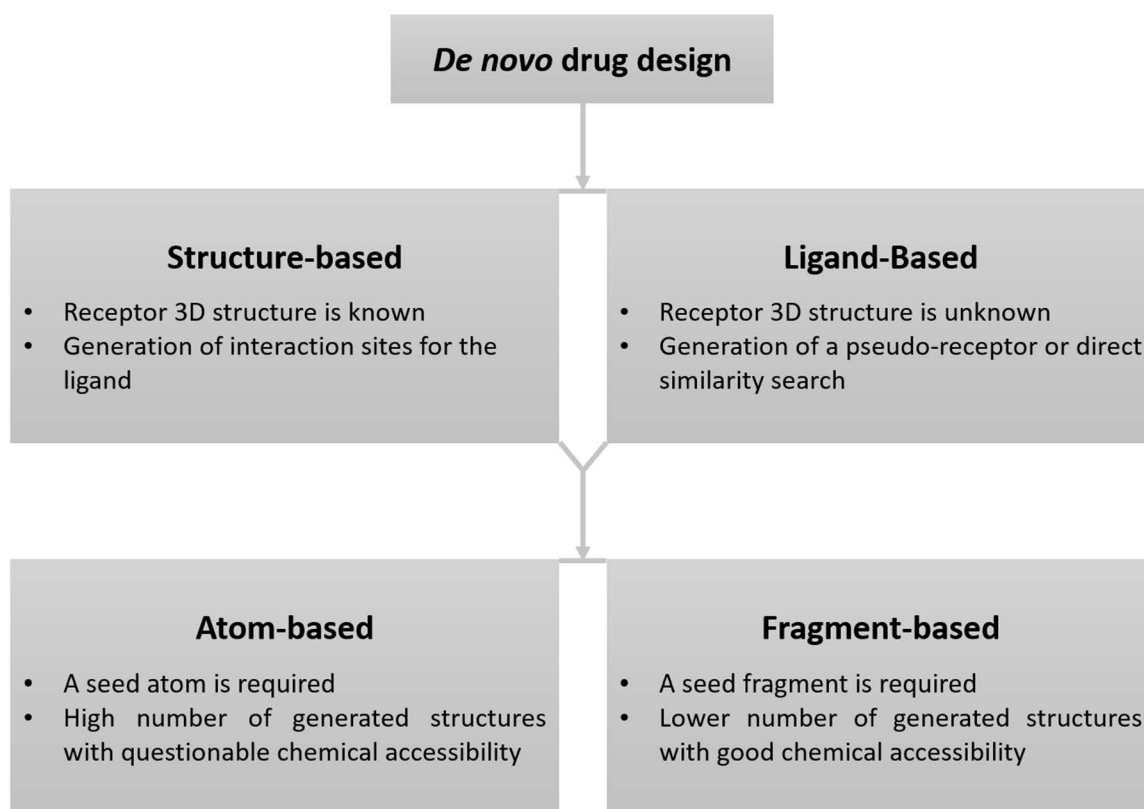 De novo drug design
Structure-based
• Receptor 3D structure is known
• Generation of interaction sites for the
ligand
Ligand-Based
• Receptor 3D structure is unknown
• Generation of a pseudo-receptor or direct
similarity search
Atom-based
• A seed atom is required
• High number of generated structures
with questionable chemical accessibility
Fragment-based
• A seed fragment is required
• Lower number of generated structures
with good chemical accessibility